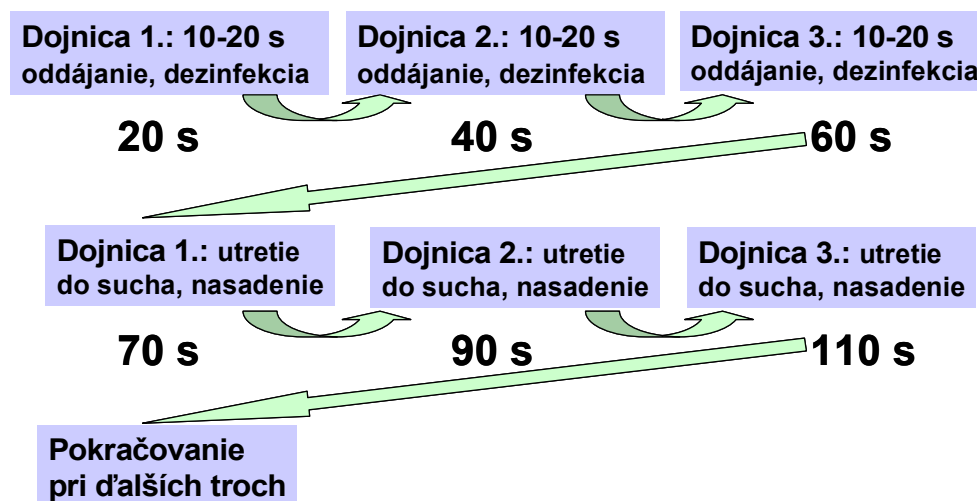 Dojnica 1.: 10-20 s
oddájanie, dezinfekcia
Dojnica 2.: 10-20 s
oddájanie, dezinfekcia
Dojnica 3.: 10-20 s
oddájanie, dezinfekcia
20 s
40 s
60 s
Dojnica 1.: utretie
do sucha, nasadenie
Dojnica 2.: utretie
do sucha, nasadenie
Dojnica 3.: utretie
do sucha, nasadenie
70 s
90 s
110 s
Pokračovanie
pri ďalších troch